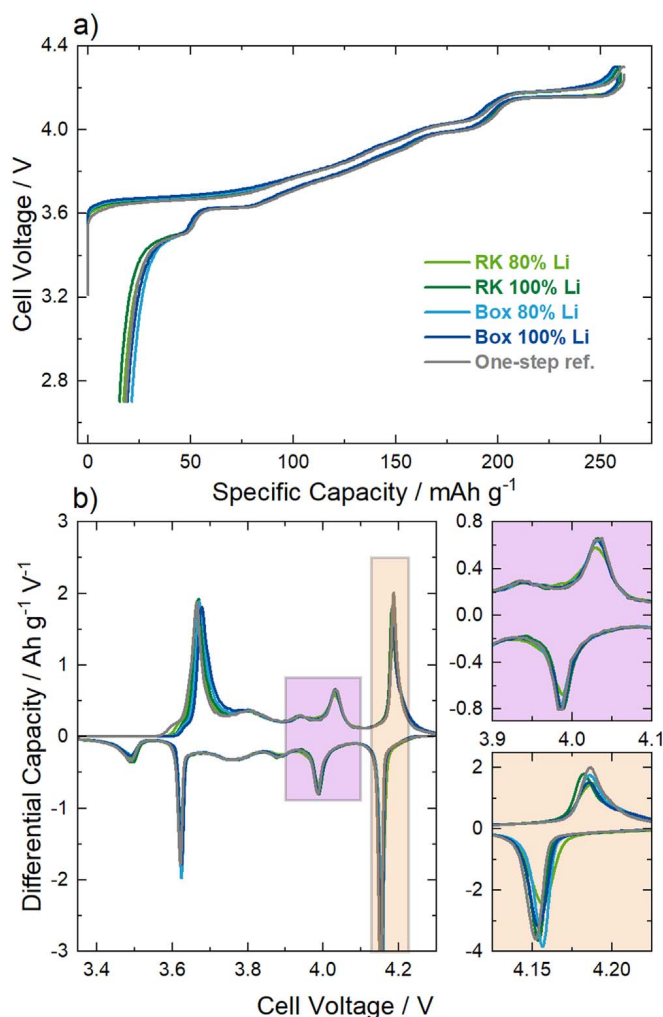 a)
4.4
4.0
3.6
3.2
2.8
Cell Voltage / V
RK 80% Li
RK 100% Li
Box 80% Li
Box 100% Li
One-step ref.
0 50 100 150 200 250
Specific Capacity / mAh g⁻¹
b)
3
2
1
0
-1
-2
-3
Differential Capacity / Ah g⁻¹ V⁻¹
3.4 3.6 3.8 4.0 4.2
Cell Voltage / V
0.8
0.4
0.0
-0.4
-0.8
3.9 4.0 4.1
2
0
-2
-4
4.15 4.20